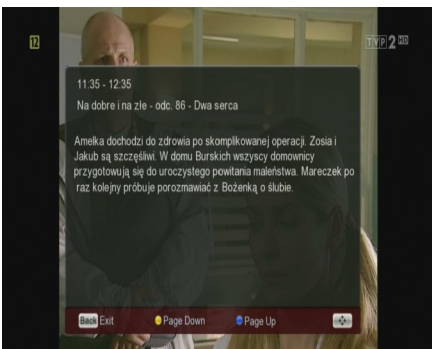 12
TVP 2 HD
11:35 - 12:35
Na dobre i na złe - odc. 86 - Dwa serca
Amelka dochodzi do zdrowia po skomplikowanej operacji. Zosia i
Jakub są szczęśliwi. W domu Burskich wszyscy domownicy
przygotowują się do uroczystego powitania maleństwa. Mareczek po
raz kolejny próbuje porozmawiać z Bożenką o ślubie.
Back Exit Page Down Page Up